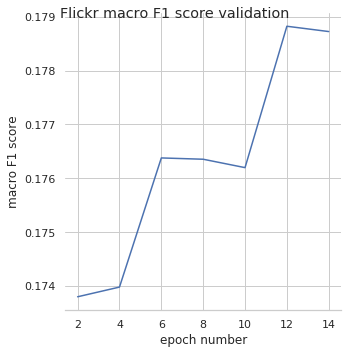 Flickr macro F1 score validation
0.179
0.178
0.177
0.176
0.175
0.174
macro F1 score
2 4 6 8 10 12 14
epoch number